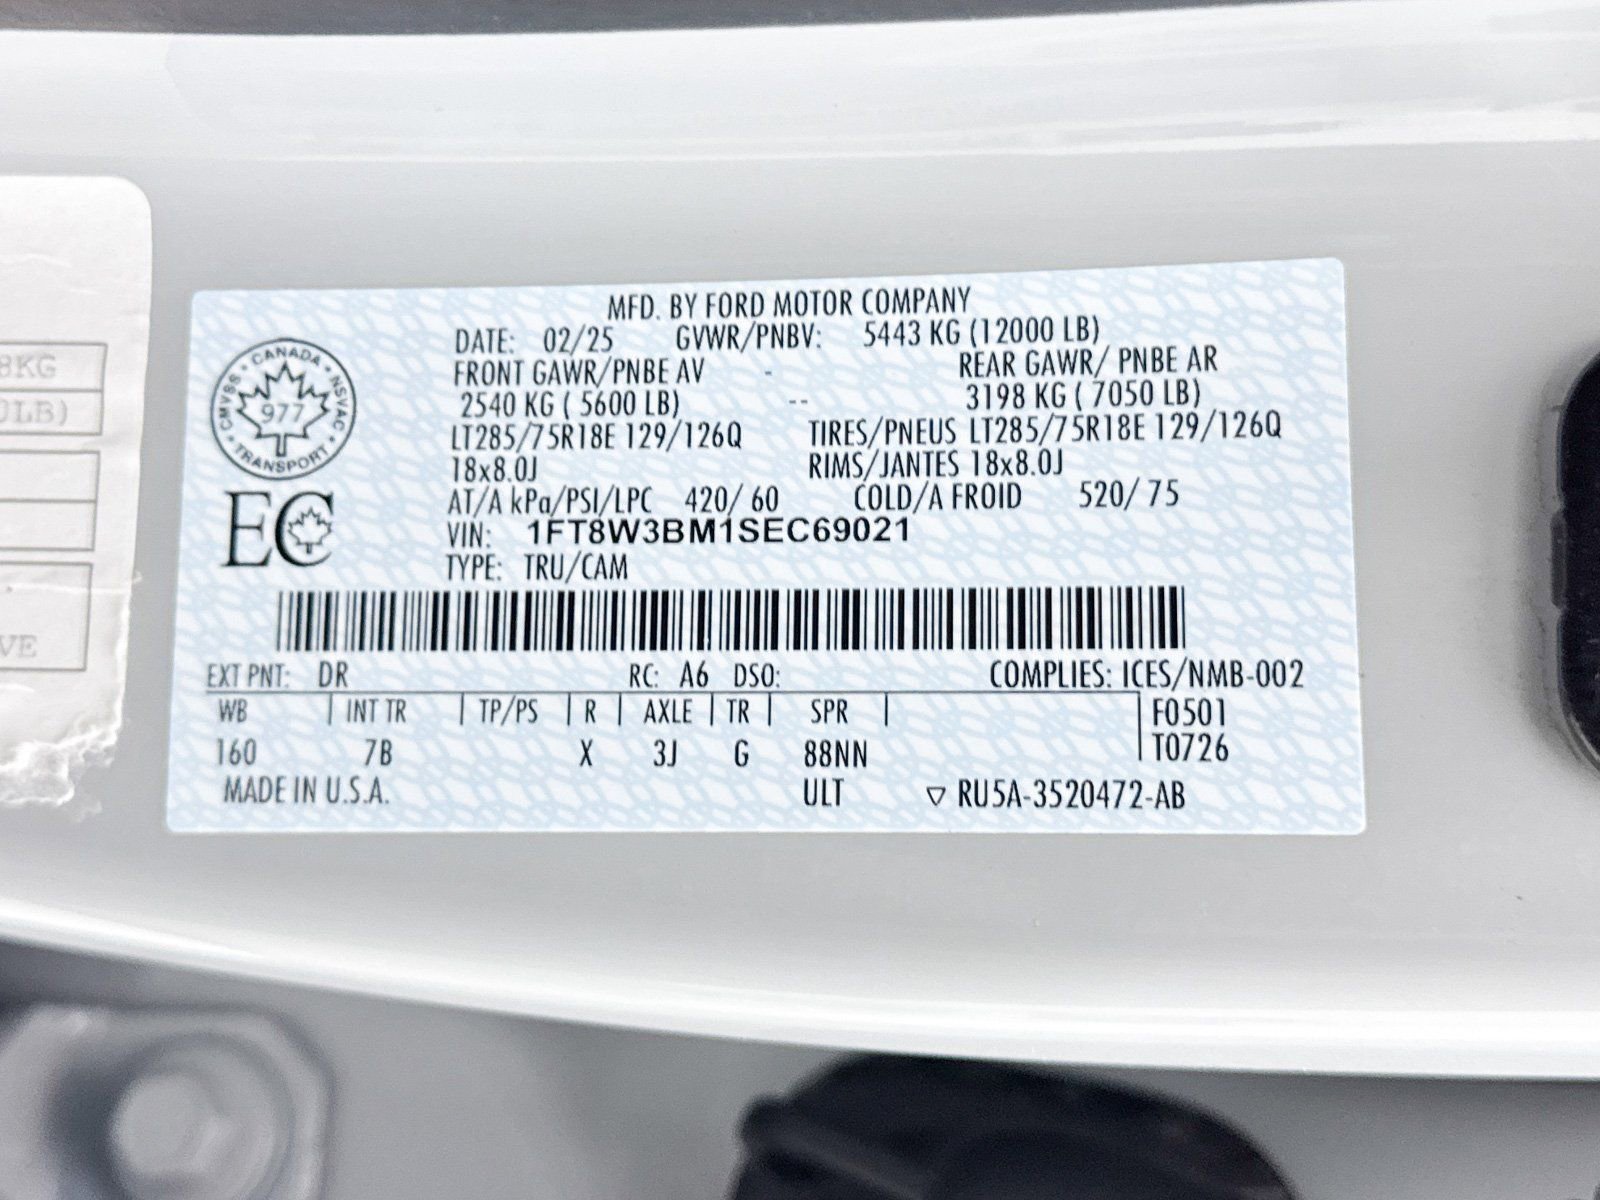 8KG
0LB)
VE
MFD. BY FORD MOTOR COMPANY
DATE: 02/25 GVWR/PNBV: 5443 KG (12000 LB)
FRONT GAWR/PNBE AV - REAR GAWR/ PNBE AR
2540 KG ( 5600 LB) -- 3198 KG ( 7050 LB)
LT285/75R18E 129/126Q TIRES/PNEUS LT285/75R18E 129/126Q
18x8.0J RIMS/JANTES 18x8.0J
AT/A kPa/PSI/LPC 420/ 60 COLD/A FROID 520/ 75
VIN: 1FT8W3BM1SEC69021
TYPE: TRU/CAM
CANADA
CMVSS NSVAC
977
TRANSPORT
EC
EXT PNT: DR RC: A6 DSO: COMPLIES: ICES/NMB-002
WB | INT TR | TP/PS | R | AXLE | TR | SPR | F0501
160 7B X 3J G 88NN T0726
MADE IN U.S.A. ULT ▽ RU5A-3520472-AB